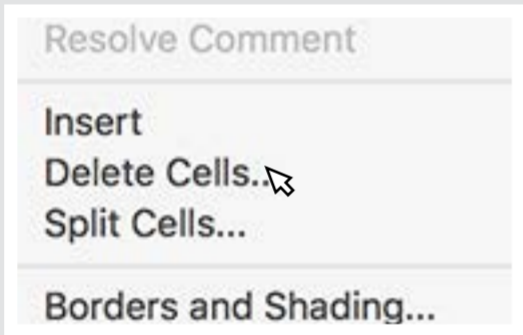 Resolve Comment
Insert
Delete Cells..
Split Cells...
Borders and Shading...